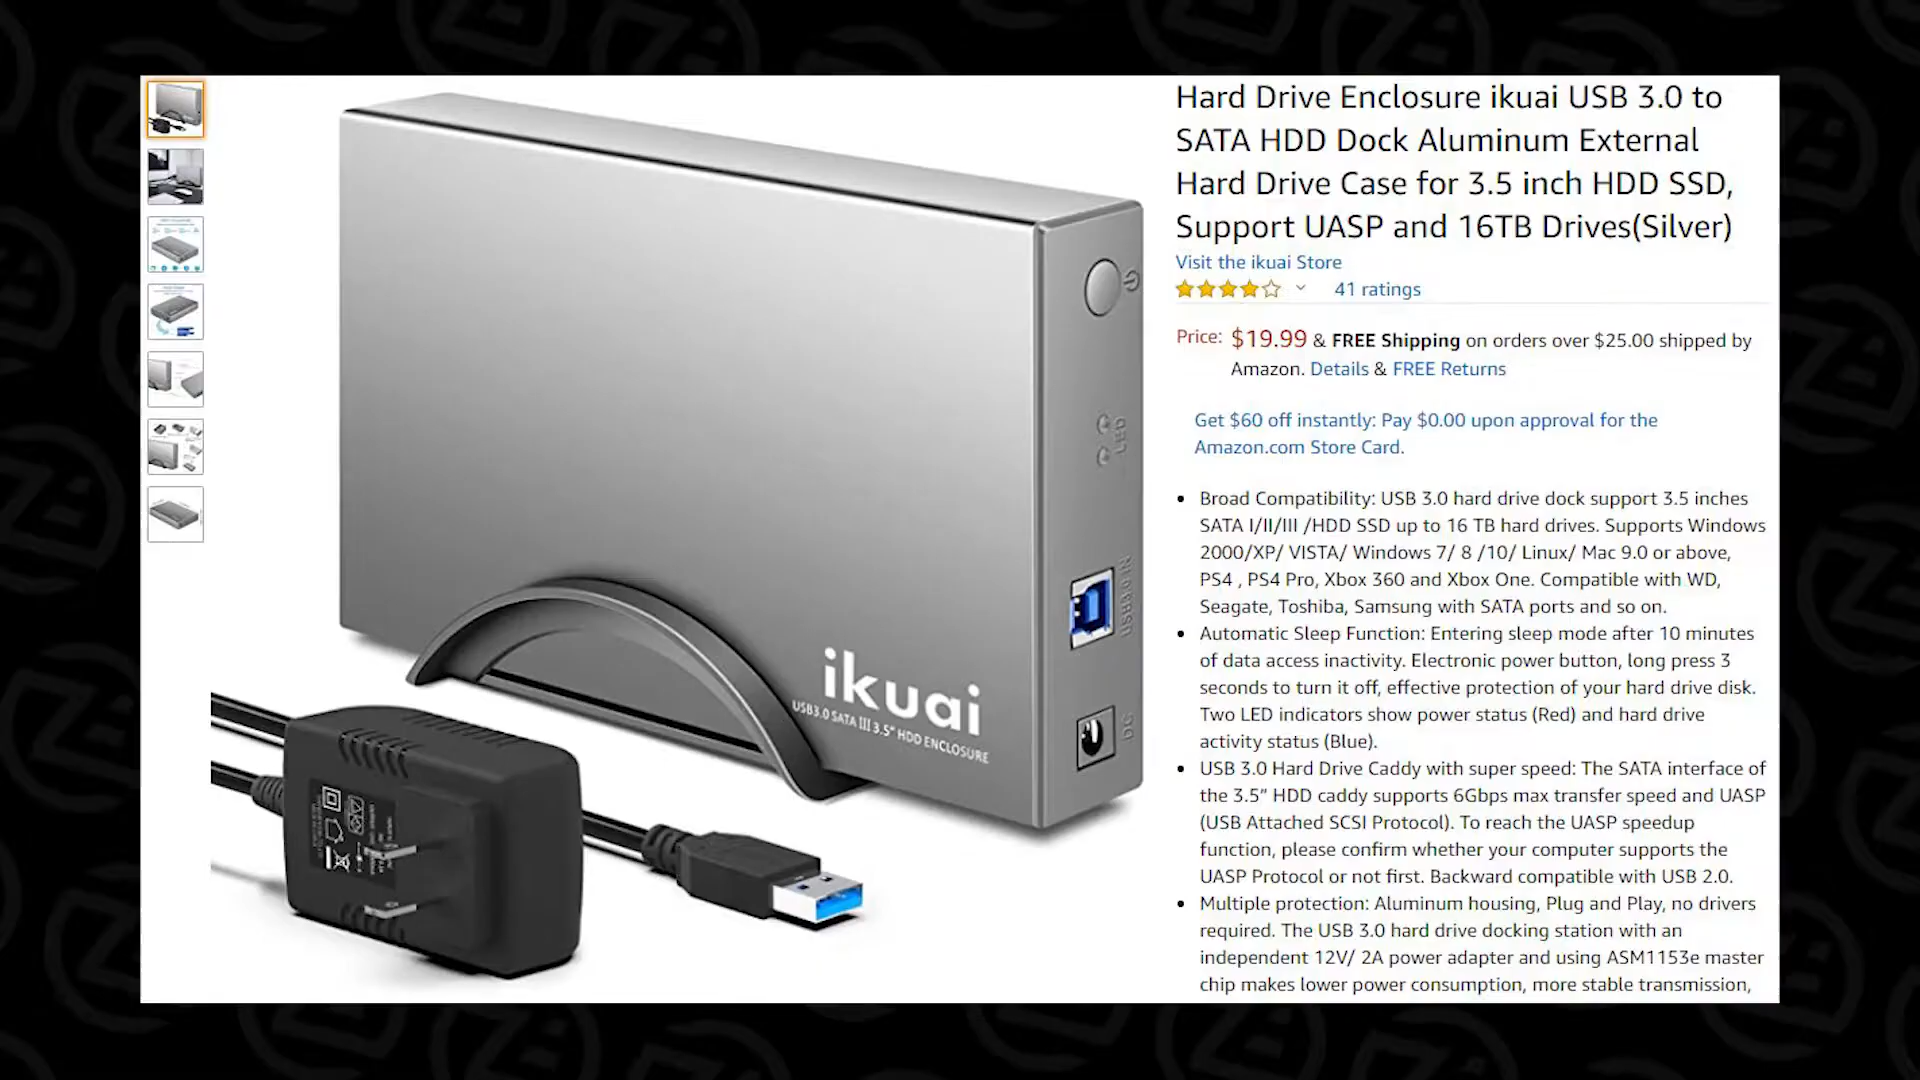 Hard Drive Enclosure ikuai USB 3.0 to
SATA HDD Dock Aluminum External
Hard Drive Case for 3.5 inch HDD SSD,
Support UASP and 16TB Drives(Silver)
Visit the ikuai Store
41 ratings
Price: $19.99 & FREE Shipping on orders over $25.00 shipped by
Amazon. Details & FREE Returns
Get $60 off instantly: Pay $0.00 upon approval for the
Amazon.com Store Card.
• Broad Compatibility: USB 3.0 hard drive dock support 3.5 inches
SATA I/II/III /HDD SSD up to 16 TB hard drives. Supports Windows
2000/XP/ VISTA/ Windows 7/ 8 /10/ Linux/ Mac 9.0 or above,
PS4 , PS4 Pro, Xbox 360 and Xbox One. Compatible with WD,
Seagate, Toshiba, Samsung with SATA ports and so on.
• Automatic Sleep Function: Entering sleep mode after 10 minutes
of data access inactivity. Electronic power button, long press 3
seconds to turn it off, effective protection of your hard drive disk.
Two LED indicators show power status (Red) and hard drive
activity status (Blue).
• USB 3.0 Hard Drive Caddy with super speed: The SATA interface of
the 3.5” HDD caddy supports 6Gbps max transfer speed and UASP
(USB Attached SCSI Protocol). To reach the UASP speedup
function, please confirm whether your computer supports the
UASP Protocol or not first. Backward compatible with USB 2.0.
• Multiple protection: Aluminum housing, Plug and Play, no drivers
required. The USB 3.0 hard drive docking station with an
independent 12V/ 2A power adapter and using ASM1153e master
chip makes lower power consumption, more stable transmission,
LED
USB3.0 IN
DC
ikuai
USB3.0 SATA III 3.5" HDD ENCLOSURE